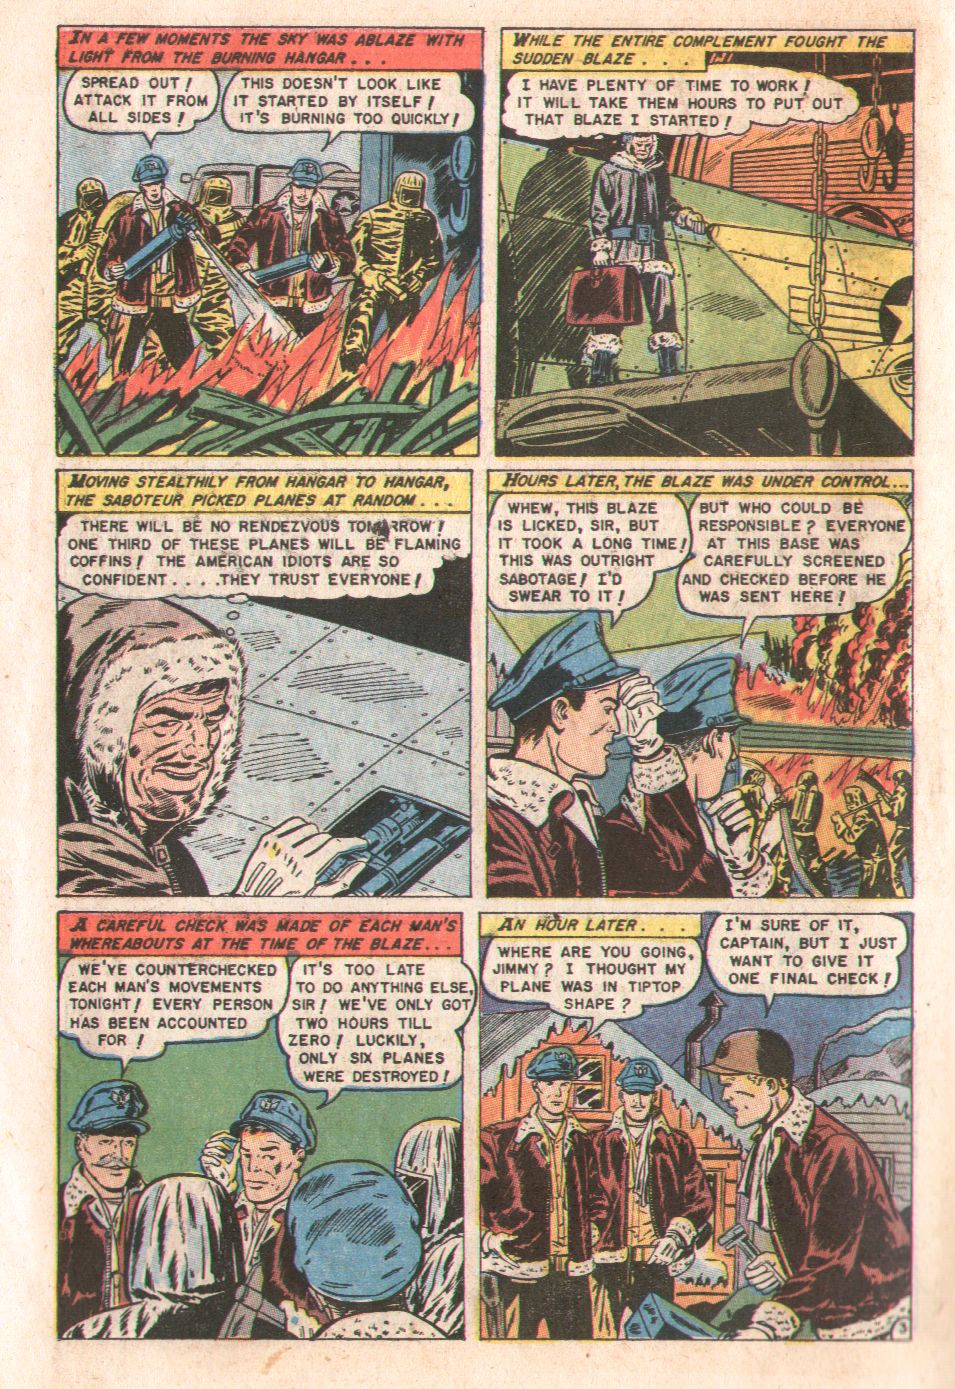 IN A FEW MOMENTS THE SKY WAS ABLAZE WITH
LIGHT FROM THE BURNING HANGAR . . .
SPREAD OUT!
ATTACK IT FROM
ALL SIDES!
THIS DOESN'T LOOK LIKE
IT STARTED BY ITSELF!
IT'S BURNING TOO QUICKLY!
WHILE THE ENTIRE COMPLEMENT FOUGHT THE
SUDDEN BLAZE . . .
I HAVE PLENTY OF TIME TO WORK!
IT WILL TAKE THEM HOURS TO PUT OUT
THAT BLAZE I STARTED!
MOVING STEALTHILY FROM HANGAR TO HANGAR,
THE SABOTEUR PICKED PLANES AT RANDOM . . .
THERE WILL BE NO RENDEZVOUS TOMORROW!
ONE THIRD OF THESE PLANES WILL BE FLAMING
COFFINS! THE AMERICAN IDIOTS ARE SO
CONFIDENT . . . .THEY TRUST EVERYONE!
HOURS LATER, THE BLAZE WAS UNDER CONTROL...
WHEW, THIS BLAZE
IS LICKED, SIR, BUT
IT TOOK A LONG TIME!
THIS WAS OUTRIGHT
SABOTAGE! I'D
SWEAR TO IT!
BUT WHO COULD BE
RESPONSIBLE? EVERYONE
AT THIS BASE WAS
CAREFULLY SCREENED
AND CHECKED BEFORE HE
WAS SENT HERE!
A CAREFUL CHECK WAS MADE OF EACH MAN'S
WHEREABOUTS AT THE TIME OF THE BLAZE...
WE'VE COUNTERCHECKED
EACH MAN'S MOVEMENTS
TONIGHT! EVERY PERSON
HAS BEEN ACCOUNTED
FOR!
IT'S TOO LATE
TO DO ANYTHING ELSE,
SIR! WE'VE ONLY GOT
TWO HOURS TILL
ZERO! LUCKILY,
ONLY SIX PLANES
WERE DESTROYED!
AN HOUR LATER. . . .
WHERE ARE YOU GOING,
JIMMY? I THOUGHT MY
PLANE WAS IN TIPTOP
SHAPE?
I'M SURE OF IT,
CAPTAIN, BUT I JUST
WANT TO GIVE IT
ONE FINAL CHECK!
3